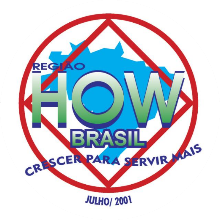 REGIÃO
HOW
BRASIL
CRESCER PARA SERVIR MAIS
JULHO/ 2001